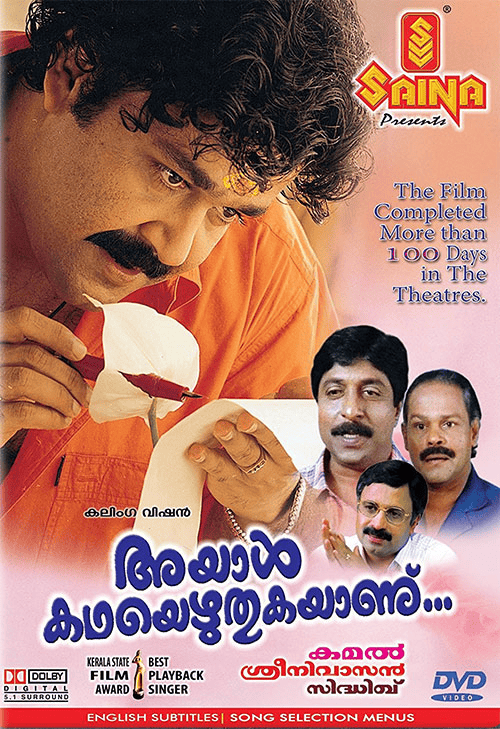 SAINA
®
Presents
The Film
Completed
More than
100 Days
in The
Theatres.
കലിംഗ വിഷൻ
അയാൾ
കഥയെഴുതുകയാണ്...
കമൽ
ശ്രീനിവാസൻ
സിദ്ധിഖ്
DOLBY
DIGITAL
5.1 SURROUND
KERALA STATE
FILM
AWARD
BEST
PLAYBACK
SINGER
DVD
VIDEO
ENGLISH SUBTITLES | SONG SELECTION MENUS